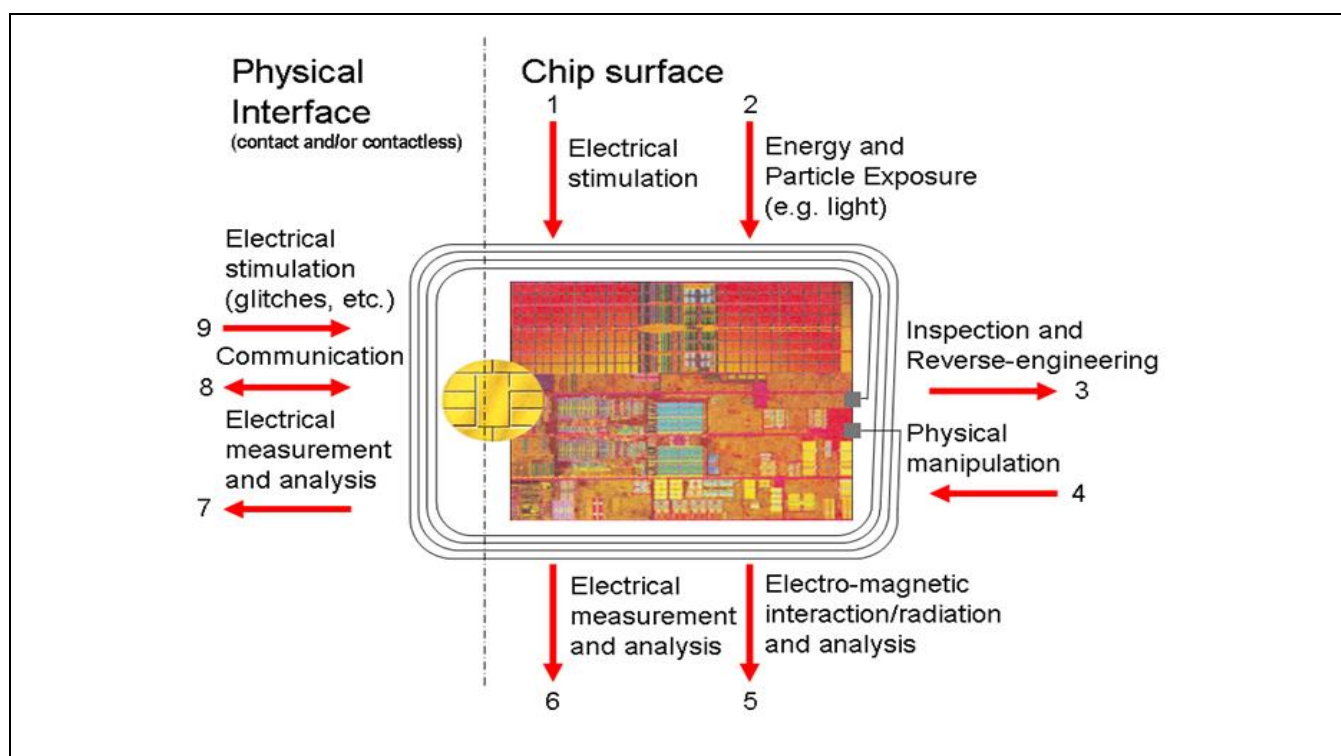 Physical
Interface
(contact and/or contactless)
Chip surface
1
Electrical
stimulation
2
Energy and
Particle Exposure
(e.g. light)
Electrical
stimulation
(glitches, etc.)
9
Communication
8
Electrical
measurement
and analysis
7
Inspection and
Reverse-engineering
3
Physical
manipulation
4
Electrical
measurement
and analysis
6
Electro-magnetic
interaction/radiation
and analysis
5